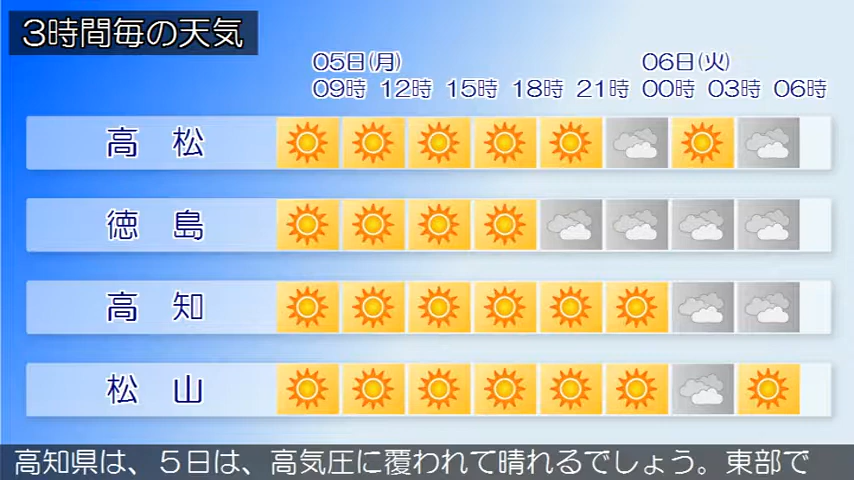 3時間毎の天気
05日(月) 06日(火)
09時 12時 15時 18時 21時 00時 03時 06時
高松
徳島
高知
松山
高知県は、５日は、高気圧に覆われて晴れるでしょう。東部で